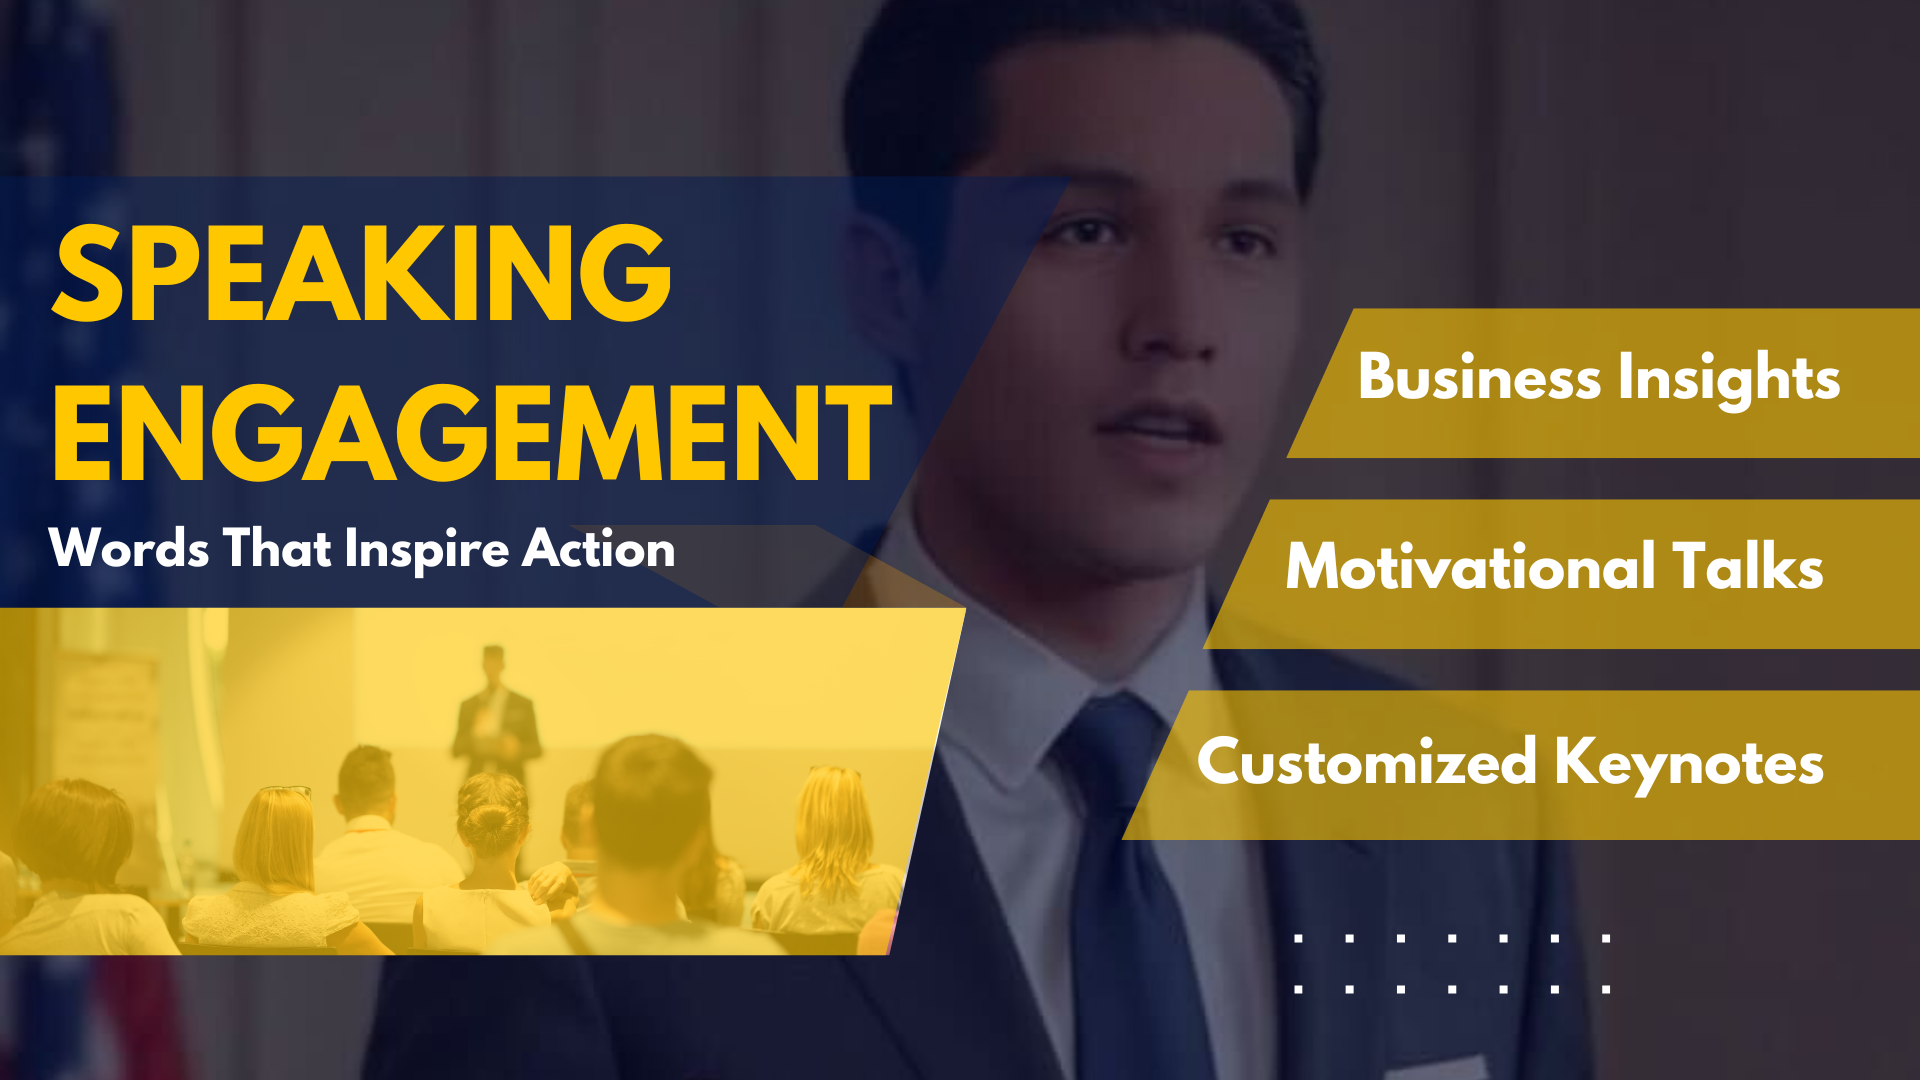 SPEAKING
ENGAGEMENT
Words That Inspire Action
Business Insights
Motivational Talks
Customized Keynotes